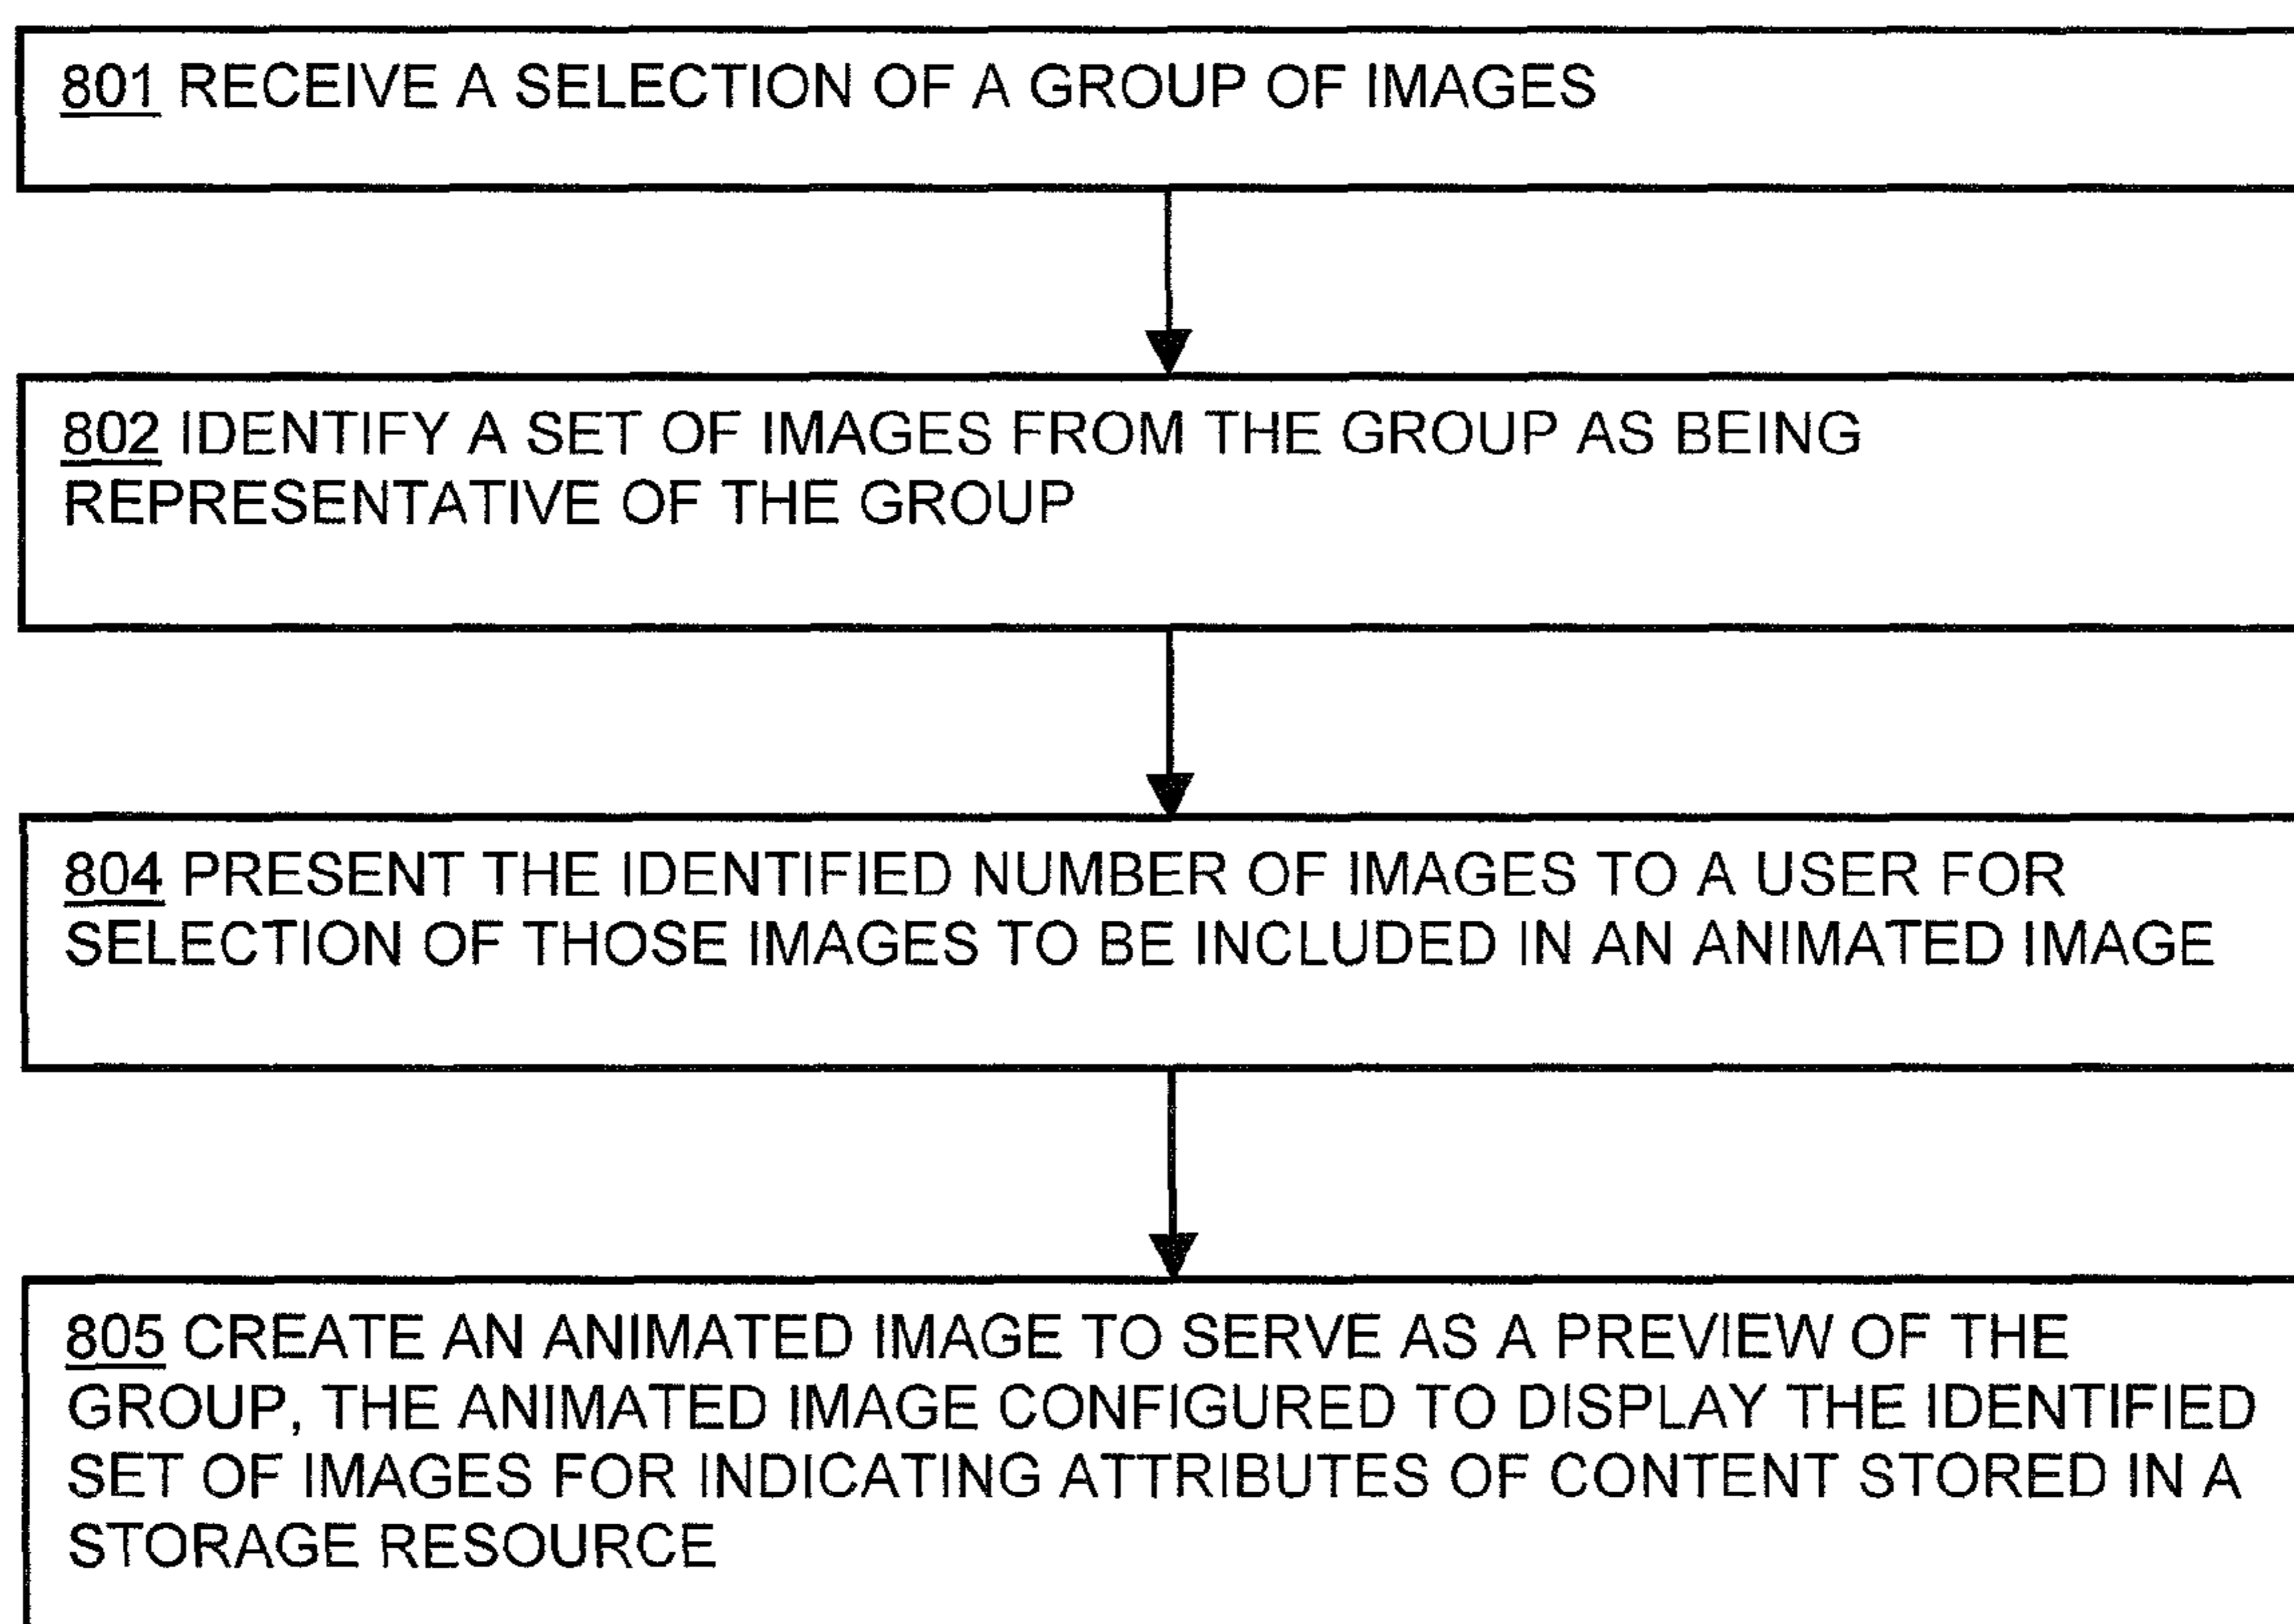 801 RECEIVE A SELECTION OF A GROUP OF IMAGES
802 IDENTIFY A SET OF IMAGES FROM THE GROUP AS BEING
REPRESENTATIVE OF THE GROUP
804 PRESENT THE IDENTIFIED NUMBER OF IMAGES TO A USER FOR
SELECTION OF THOSE IMAGES TO BE INCLUDED IN AN ANIMATED IMAGE
805 CREATE AN ANIMATED IMAGE TO SERVE AS A PREVIEW OF THE
GROUP, THE ANIMATED IMAGE CONFIGURED TO DISPLAY THE IDENTIFIED
SET OF IMAGES FOR INDICATING ATTRIBUTES OF CONTENT STORED IN A
STORAGE RESOURCE